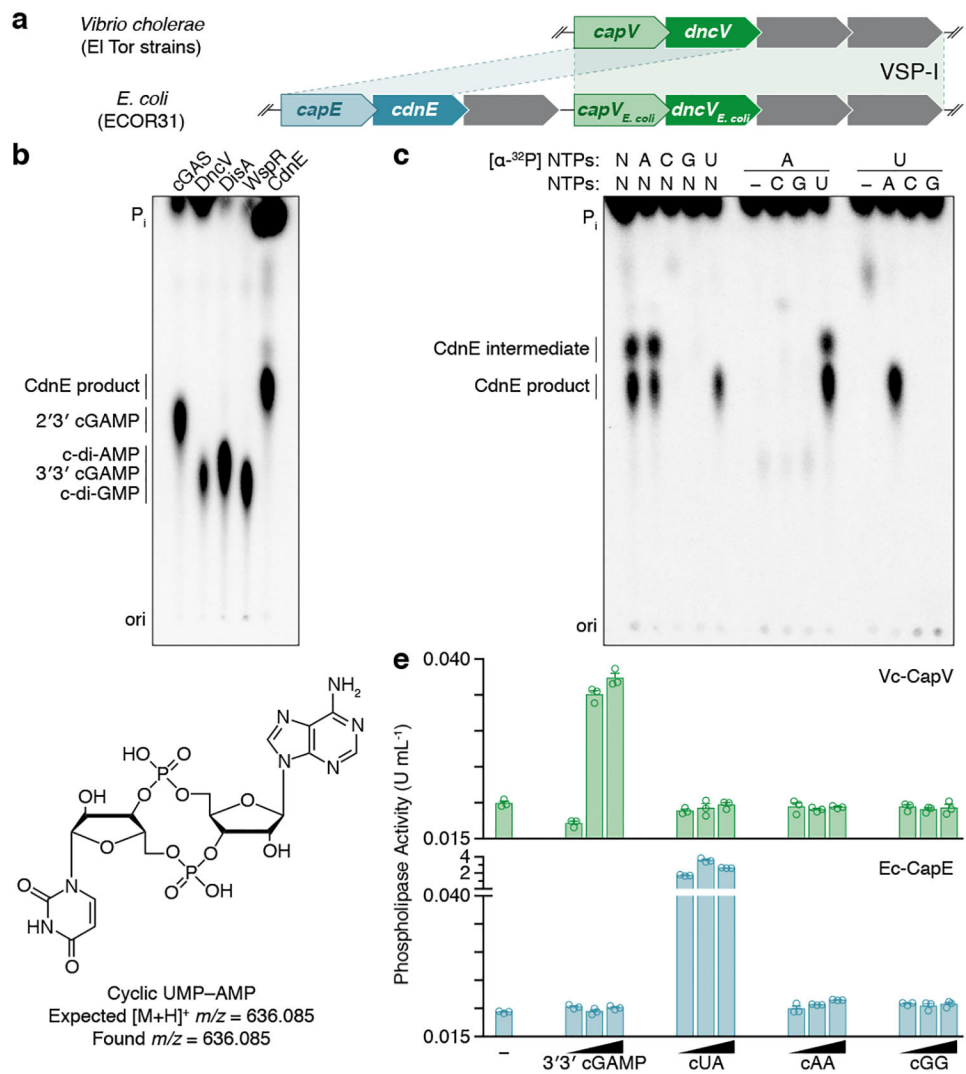 a
Vibrio cholerae
(El Tor strains)
capV dncV
VSP-I
E. coli
(ECOR31)
capE cdnE capV E. coli dncV E. coli
b
cGAS DncV DisA WspR CdnE
Pi
CdnE product
2′3′ cGAMP
c-di-AMP
3′3′ cGAMP
c-di-GMP
ori
c
[α-32P] NTPs: N A C G U A U
NTPs: N N N N N – C G U – A C G
Pi
CdnE intermediate
CdnE product
ori
NH2
N N
N N
HO O
P
O O
OH
O
O
O
O
OH
O
P
O OH
N
O
NH
O
Cyclic UMP–AMP
Expected [M+H]+ m/z = 636.085
Found m/z = 636.085
e
Phospholipase Activity (U mL-1)
0.040
Vc-CapV
0.015
4
Ec-CapE
2
0.040
0.015
– 3′3′ cGAMP cUA cAA cGG